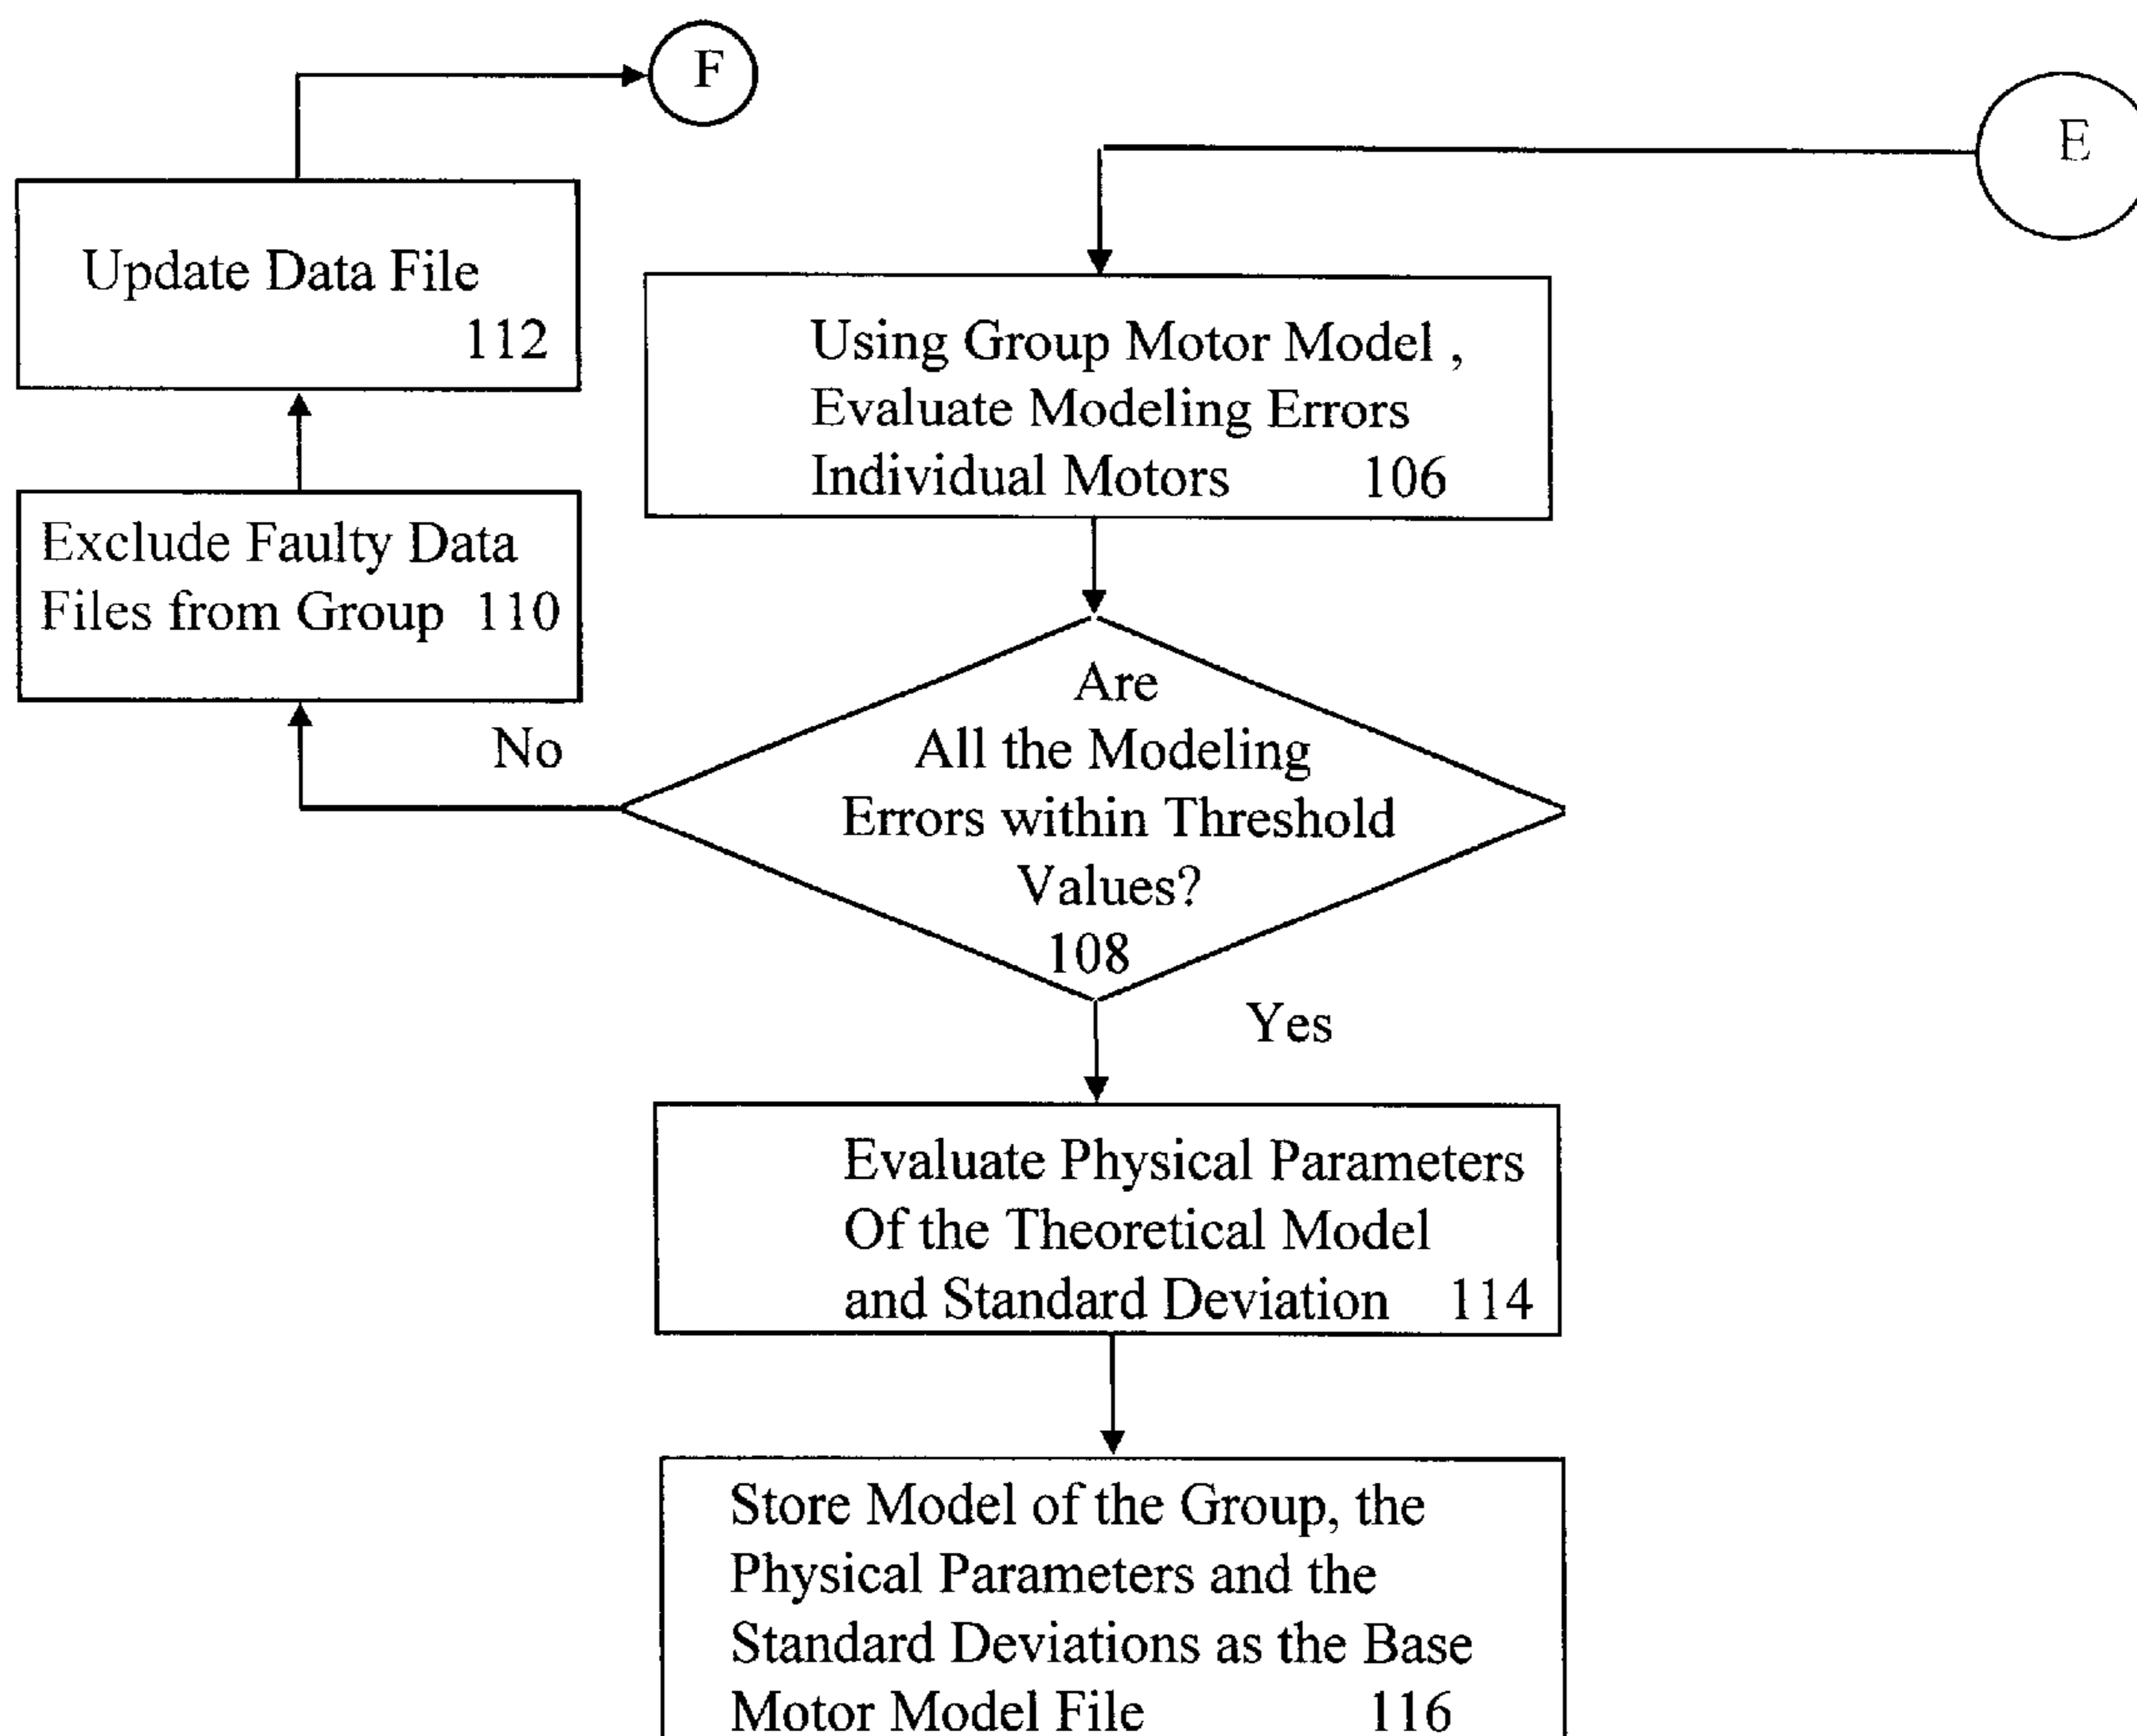 F
E
Update Data File
112
Using Group Motor Model ,
Evaluate Modeling Errors
Individual Motors 106
Exclude Faulty Data
Files from Group 110
No
Are
All the Modeling
Errors within Threshold
Values?
108
Yes
Evaluate Physical Parameters
Of the Theoretical Model
and Standard Deviation 114
Store Model of the Group, the
Physical Parameters and the
Standard Deviations as the Base
Motor Model File 116